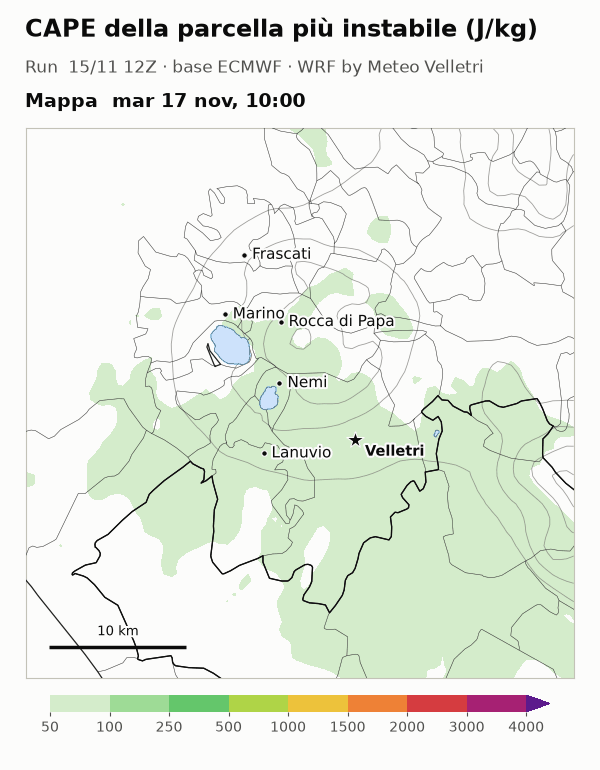 CAPE della parcella più instabile (J/kg)
Run  15/11 12Z · base ECMWF · WRF by Meteo Velletri
Mappa  mar 17 nov, 10:00
Frascati
Marino
Rocca di Papa
Nemi
Lanuvio
Velletri
10 km
50 100 250 500 1000 1500 2000 3000 4000